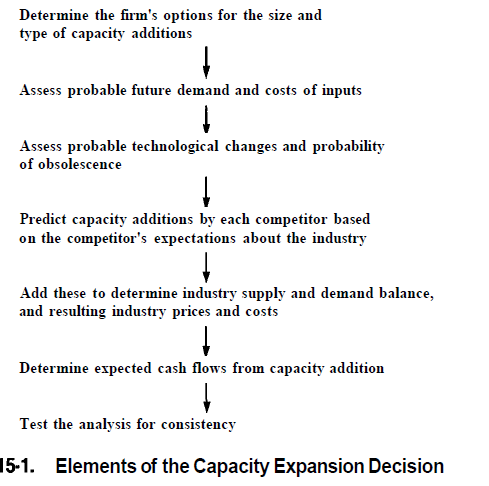 Determine the firm's options for the size and
type of capacity additions
Assess probable future demand and costs of inputs
Assess probable technological changes and probability
of obsolescence
Predict capacity additions by each competitor based
on the competitor's expectations about the industry
Add these to determine industry supply and demand balance,
and resulting industry prices and costs
Determine expected cash flows from capacity addition
Test the analysis for consistency
15-1. Elements of the Capacity Expansion Decision